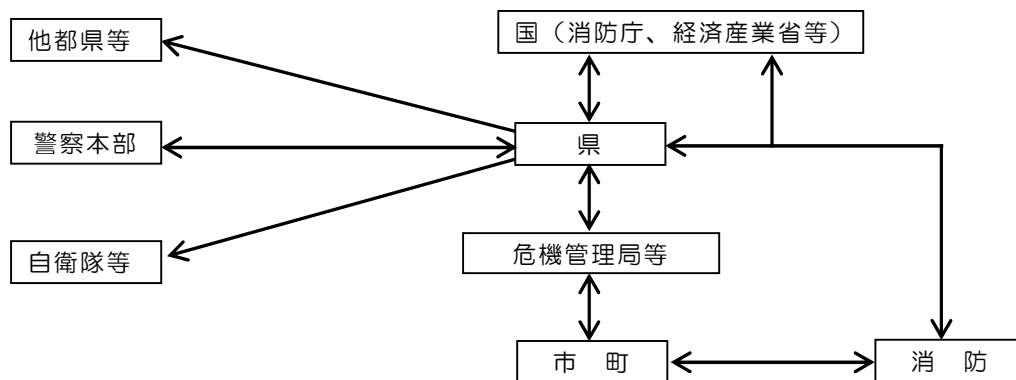 国（消防庁、経済産業省等）
他都県等
警察本部
県
自衛隊等
危機管理局等
市　町
消　防